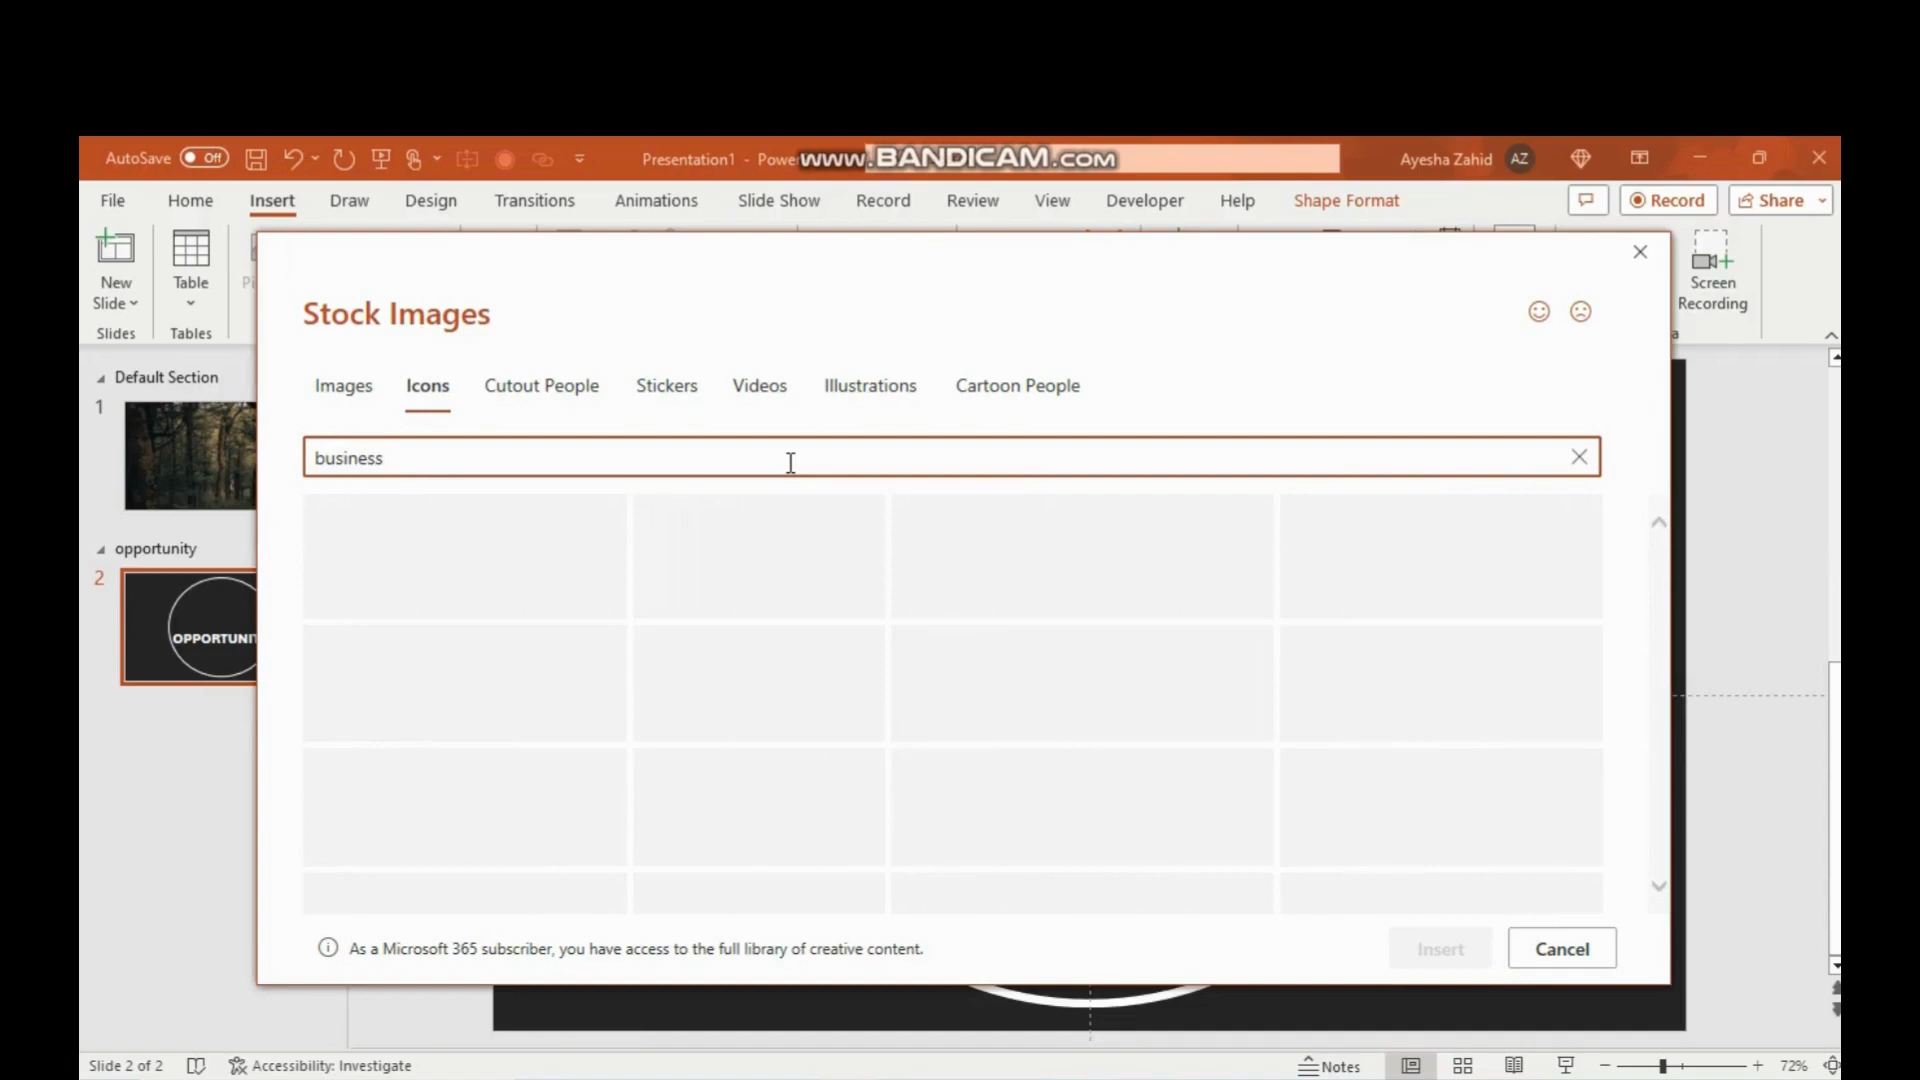 AutoSave Off Presentation1 - Powe www.BANDICAM.com Ayesha Zahid AZ
File Home Insert Draw Design Transitions Animations Slide Show Record Review View Developer Help Shape Format Record Share
New Slide
Table
Screen Recording
Slides Tables
Stock Images
Images Icons Cutout People Stickers Videos Illustrations Cartoon People
business
Default Section
1
opportunity
2
OPPORTUNI
As a Microsoft 365 subscriber, you have access to the full library of creative content.
Insert Cancel
Slide 2 of 2 Accessibility: Investigate Notes 72%